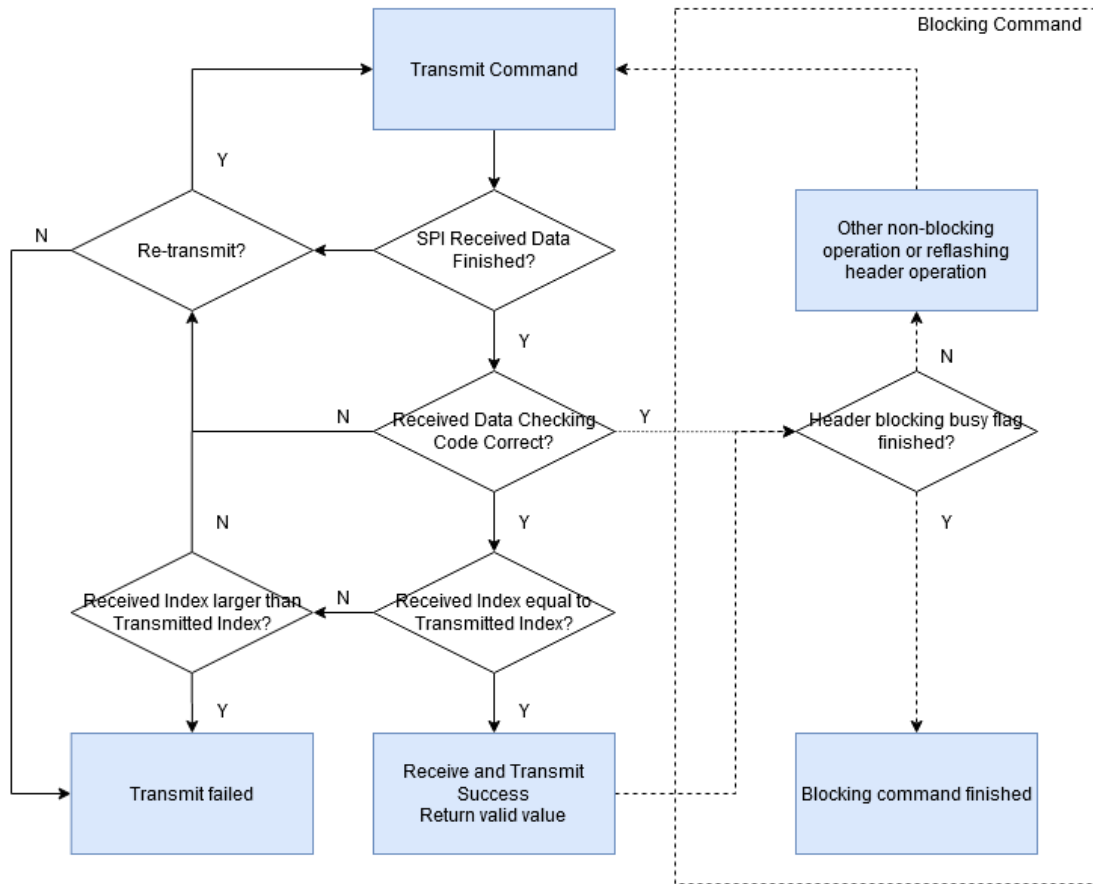 Blocking Command
Transmit Command
Y
N
Re-transmit?
SPI Received Data
Finished?
Other non-blocking
operation or reflashing
header operation
Y
N
N
Received Data Checking
Code Correct?
Y
Header blocking busy flag
finished?
N
Y
Y
Received Index larger than
Transmitted Index?
N
Received Index equal to
Transmitted Index?
Y
Y
Transmit failed
Receive and Transmit
Success
Return valid value
Blocking command finished